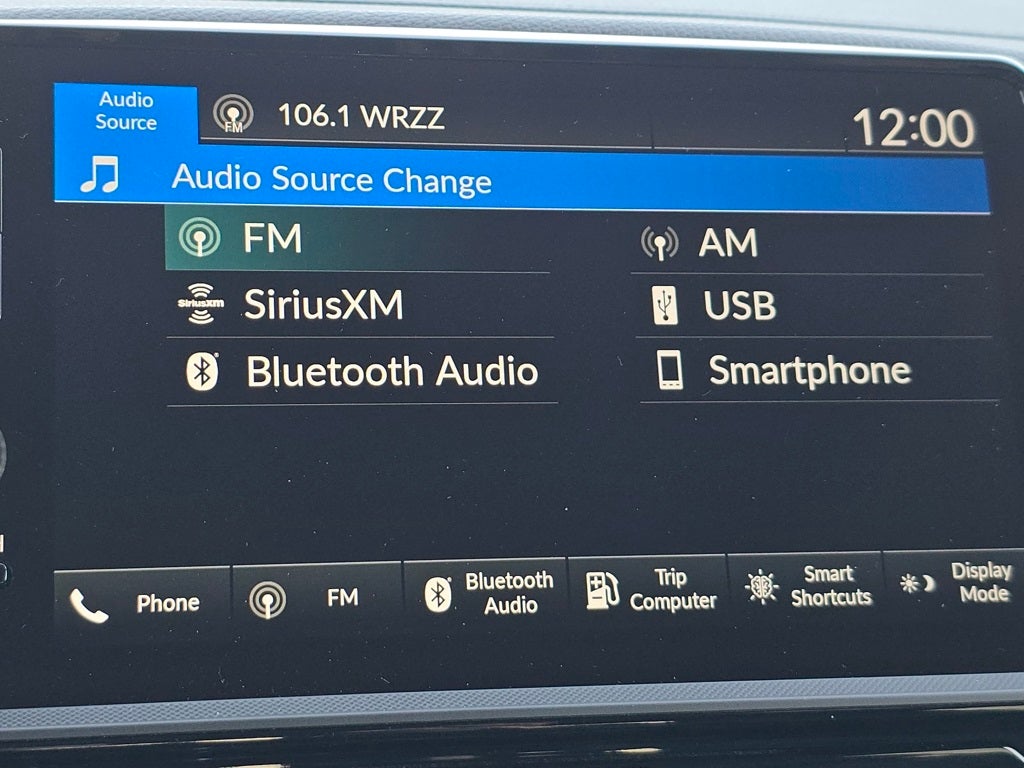 Audio
Source
FM
106.1 WRZZ
12:00
Audio Source Change
FM
AM
siriusxm
SiriusXM
USB
Bluetooth Audio
Smartphone
Phone
FM
Bluetooth
Audio
Trip
Computer
Smart
Shortcuts
Display
Mode